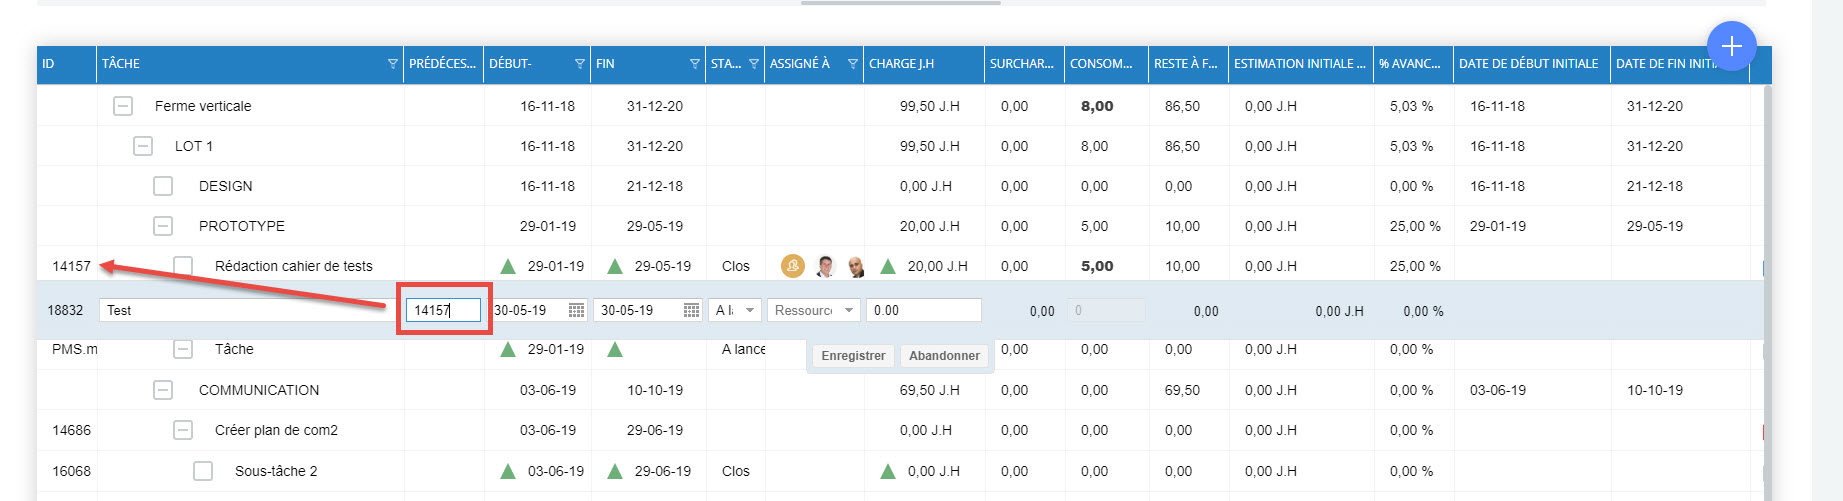 ID TÂCHE PRÉDÉCES... DÉBUT- FIN STA... ASSIGNÉ À CHARGE J.H SURCHAR... CONSOM... RESTE À F... ESTIMATION INITIALE ... % AVANC... DATE DE DÉBUT INITIALE DATE DE FIN INITI
Ferme verticale 16-11-18 31-12-20 99,50 J.H 0,00 8,00 86,50 0,00 J.H 5,03 % 16-11-18 31-12-20
LOT 1 16-11-18 31-12-20 99,50 J.H 0,00 8,00 86,50 0,00 J.H 5,03 % 16-11-18 31-12-20
DESIGN 16-11-18 21-12-18 0,00 J.H 0,00 0,00 0,00 0,00 J.H 0,00 % 16-11-18 21-12-18
PROTOTYPE 29-01-19 29-05-19 20,00 J.H 0,00 5,00 10,00 0,00 J.H 25,00 % 29-01-19 29-05-19
14157 Rédaction cahier de tests 29-01-19 29-05-19 Clos 20,00 J.H 0,00 5,00 10,00 0,00 J.H 25,00 %
18832 Test 14157 30-05-19 30-05-19 A Ressourc 0.00 0,00 0 0,00 0,00 J.H 0,00 %
PMS.m Tâche 29-01-19 A lance 0,00 0,00 0,00 0,00 J.H 0,00 %
Enregistrer Abandonner
COMMUNICATION 03-06-19 10-10-19 69,50 J.H 0,00 0,00 69,50 0,00 J.H 0,00 % 03-06-19 10-10-19
14686 Créer plan de com2 03-06-19 29-06-19 0,00 J.H 0,00 0,00 0,00 0,00 J.H 0,00 %
16068 Sous-tâche 2 03-06-19 29-06-19 Clos 0,00 J.H 0,00 0,00 0,00 0,00 J.H 0,00 %